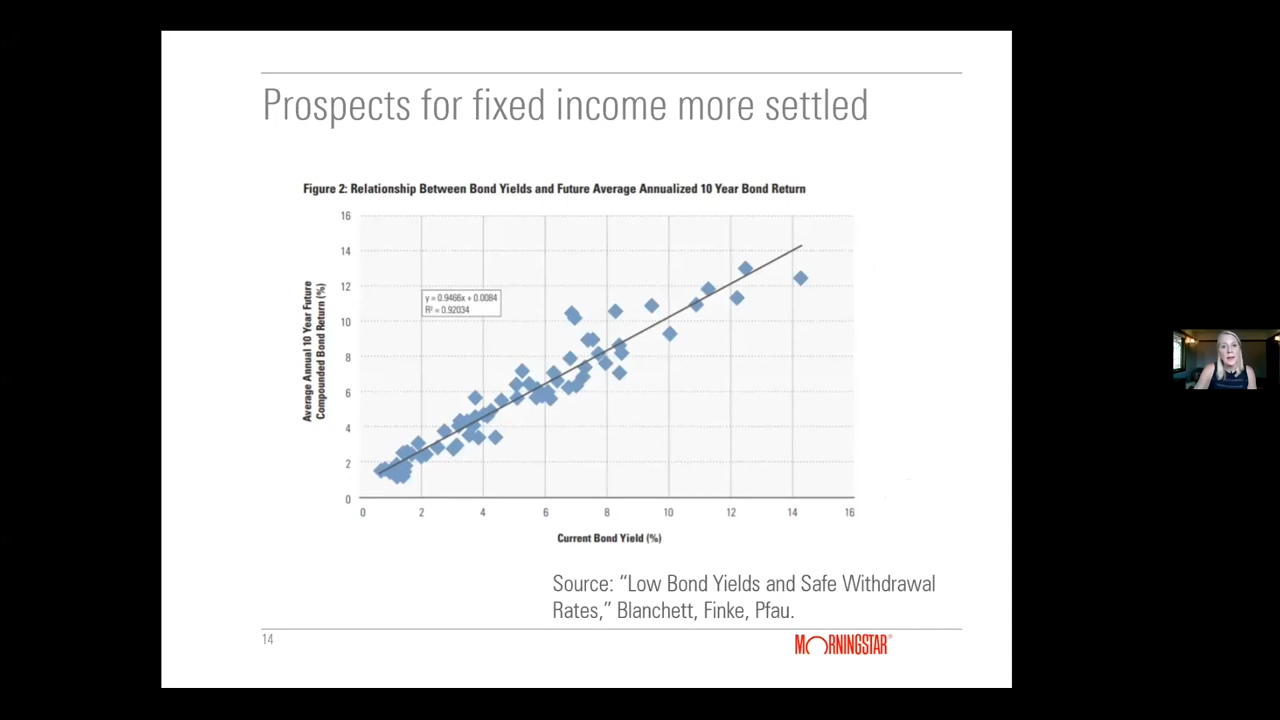 Prospects for fixed income more settled
Figure 2: Relationship Between Bond Yields and Future Average Annualized 10 Year Bond Return
Average Annual 10 Year Future
Compounded Bond Return (%)
16
14
12
10
8
6
4
2
0
y = 0.9466x + 0.0084
R² = 0.92034
0 2 4 6 8 10 12 14 16
Current Bond Yield (%)
Source: “Low Bond Yields and Safe Withdrawal
Rates,” Blanchett, Finke, Pfau.
14
MORNINGSTAR®